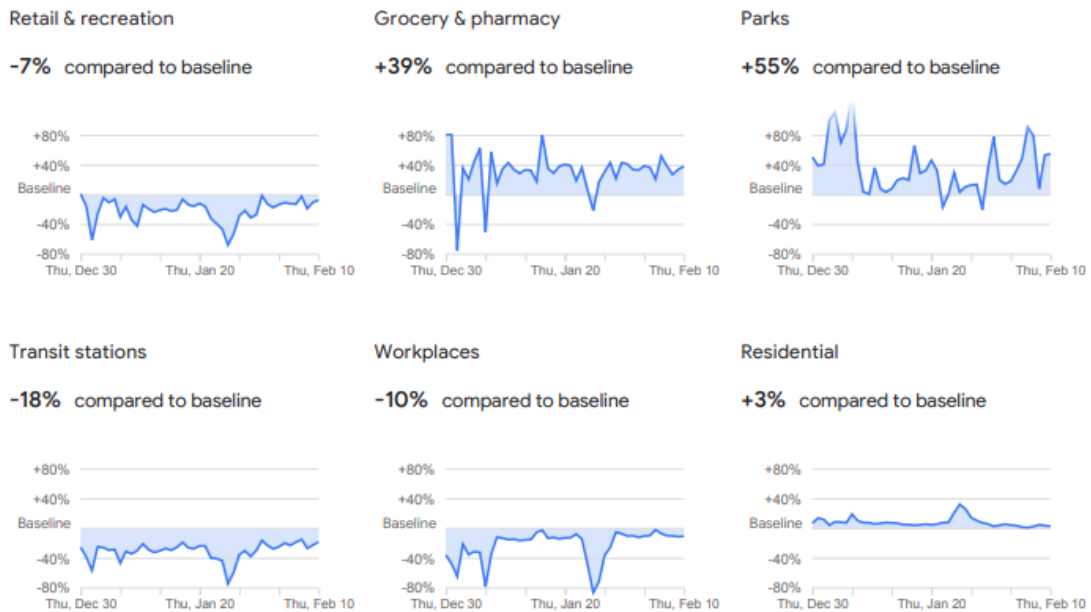 Retail & recreation
-7% compared to baseline
+80%
+40%
Baseline
-40%
-80%
Thu, Dec 30 Thu, Jan 20 Thu, Feb 10
Grocery & pharmacy
+39% compared to baseline
+80%
+40%
Baseline
-40%
-80%
Thu, Dec 30 Thu, Jan 20 Thu, Feb 10
Parks
+55% compared to baseline
+80%
+40%
Baseline
-40%
-80%
Thu, Dec 30 Thu, Jan 20 Thu, Feb 10
Transit stations
-18% compared to baseline
+80%
+40%
Baseline
-40%
-80%
Thu, Dec 30 Thu, Jan 20 Thu, Feb 10
Workplaces
-10% compared to baseline
+80%
+40%
Baseline
-40%
-80%
Thu, Dec 30 Thu, Jan 20 Thu, Feb 10
Residential
+3% compared to baseline
+80%
+40%
Baseline
-40%
-80%
Thu, Dec 30 Thu, Jan 20 Thu, Feb 10